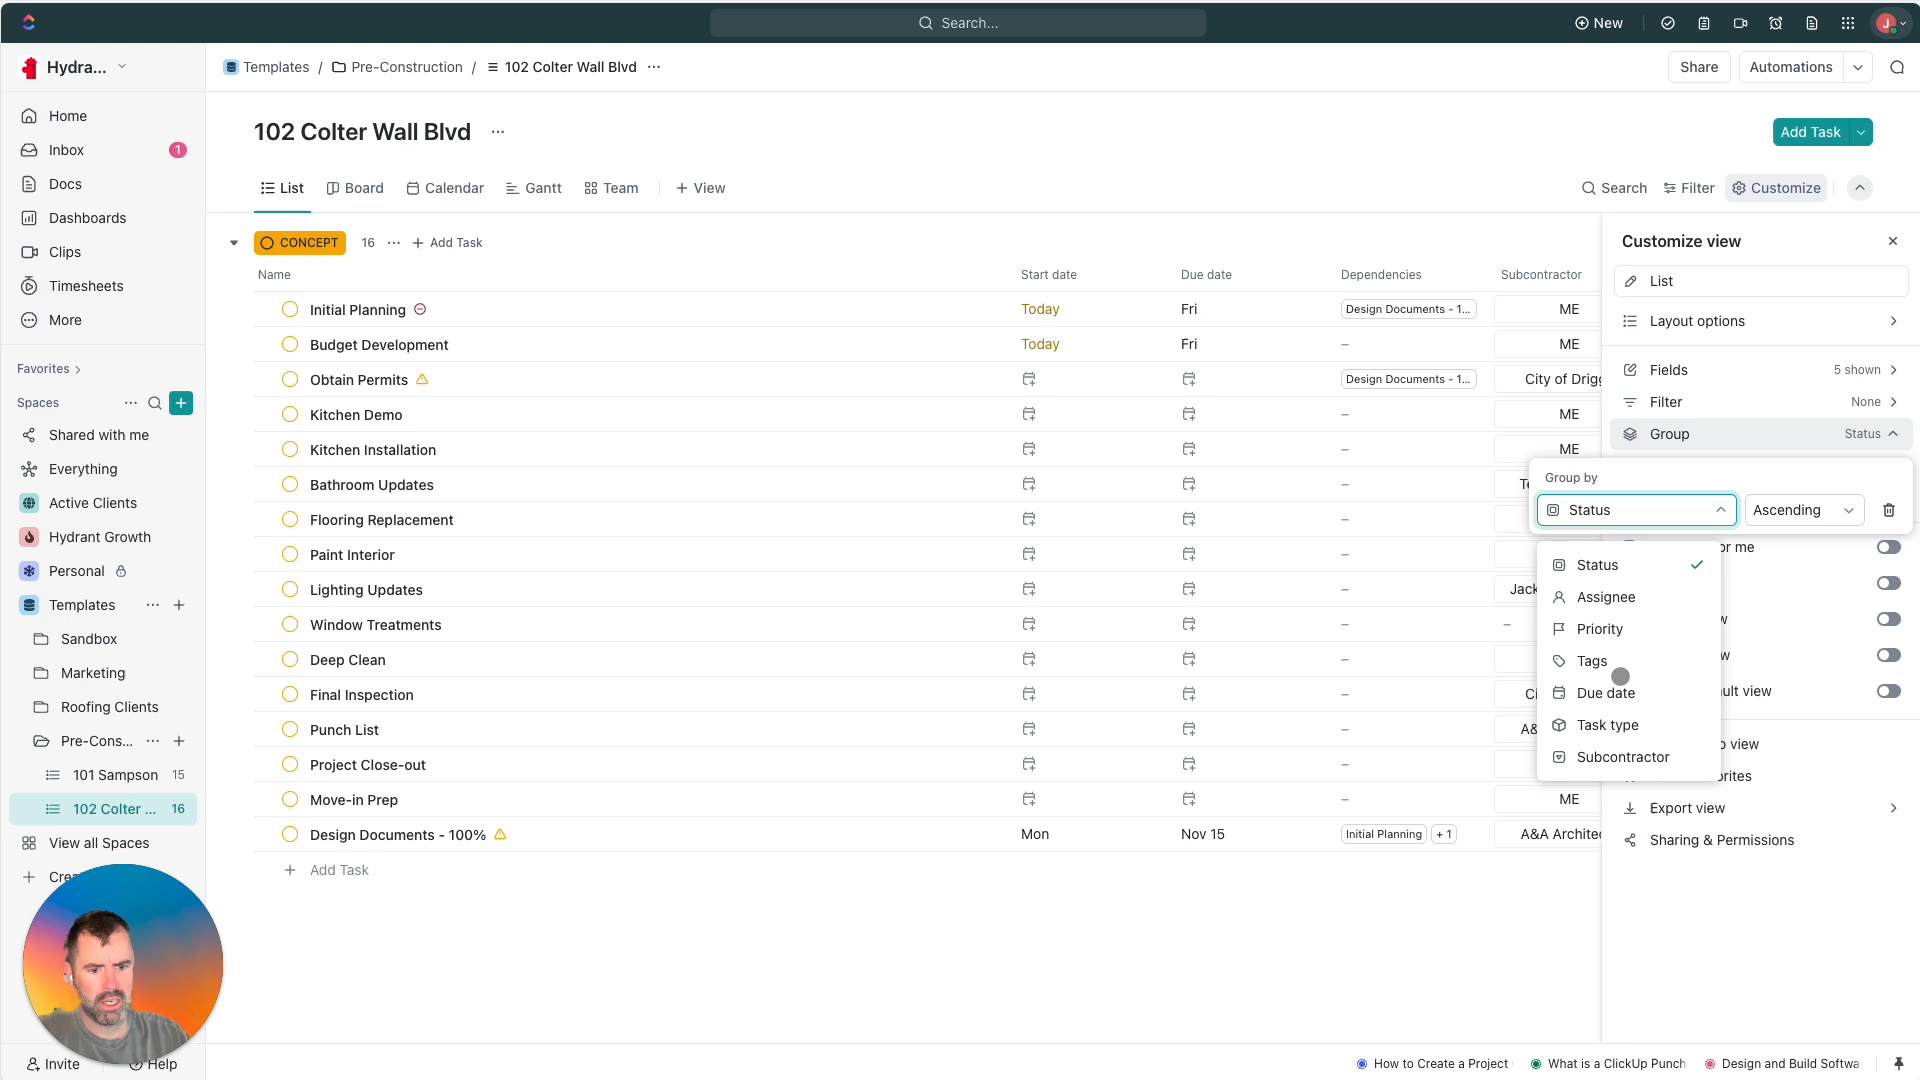 Search...
New
J
Hydra...
Templates / Pre-Construction / 102 Colter Wall Blvd ...
Share
Automations
Home
Inbox 1
Docs
Dashboards
Clips
Timesheets
More
Favorites
Spaces
Shared with me
Everything
Active Clients
Hydrant Growth
Personal
Templates
Sandbox
Marketing
Roofing Clients
Pre-Cons...
101 Sampson 15
102 Colter ... 16
View all Spaces
Invite
Help
102 Colter Wall Blvd ...
Add Task
List
Board
Calendar
Gantt
Team
+ View
Search
Filter
Customize
CONCEPT 16 ... + Add Task
Name Start date Due date Dependencies Subcontractor
Initial Planning Today Fri Design Documents - 1... ME
Budget Development Today Fri – ME
Obtain Permits Design Documents - 1... City of Drigg
Kitchen Demo – ME
Kitchen Installation – ME
Bathroom Updates –
Flooring Replacement –
Paint Interior –
Lighting Updates – Jack
Window Treatments – –
Deep Clean –
Final Inspection –
Punch List –
Project Close-out –
Move-in Prep – ME
Design Documents - 100% Mon Nov 15 Initial Planning + 1 A&A Architec
+ Add Task
Customize view
List
Layout options
Fields 5 shown
Filter None
Group Status
Group by
Status
Ascending
Status
Assignee
Priority
Tags
Due date
Task type
Subcontractor
or me
view
Export view
Sharing & Permissions
How to Create a Project
What is a ClickUp Punch
Design and Build Softwa